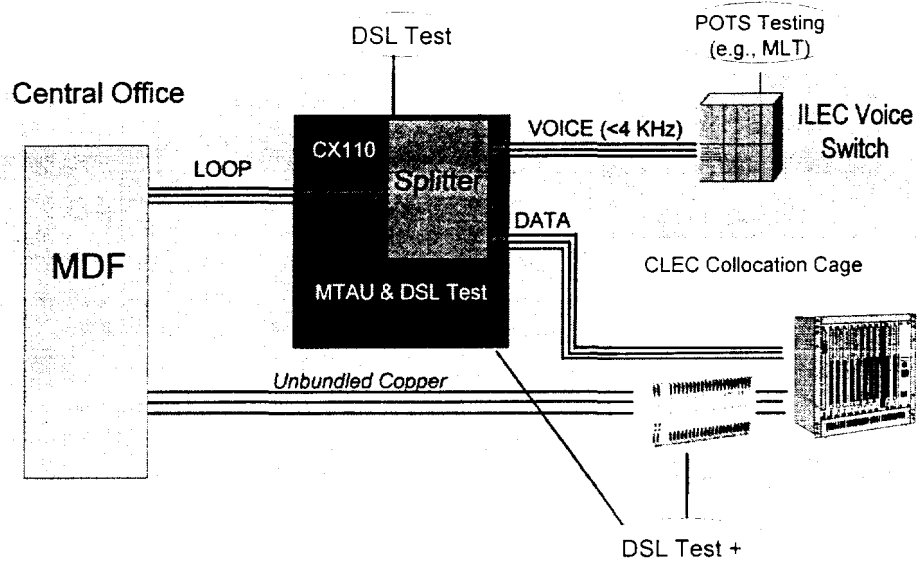 DSL Test
POTS Testing
(e.g., MLT)
Central Office
ILEC Voice
Switch
CX110
VOICE (<4 KHz)
LOOP
Splitter
DATA
MDF
CLEC Collocation Cage
MTAU & DSL Test
Unbundled Copper
DSL Test +